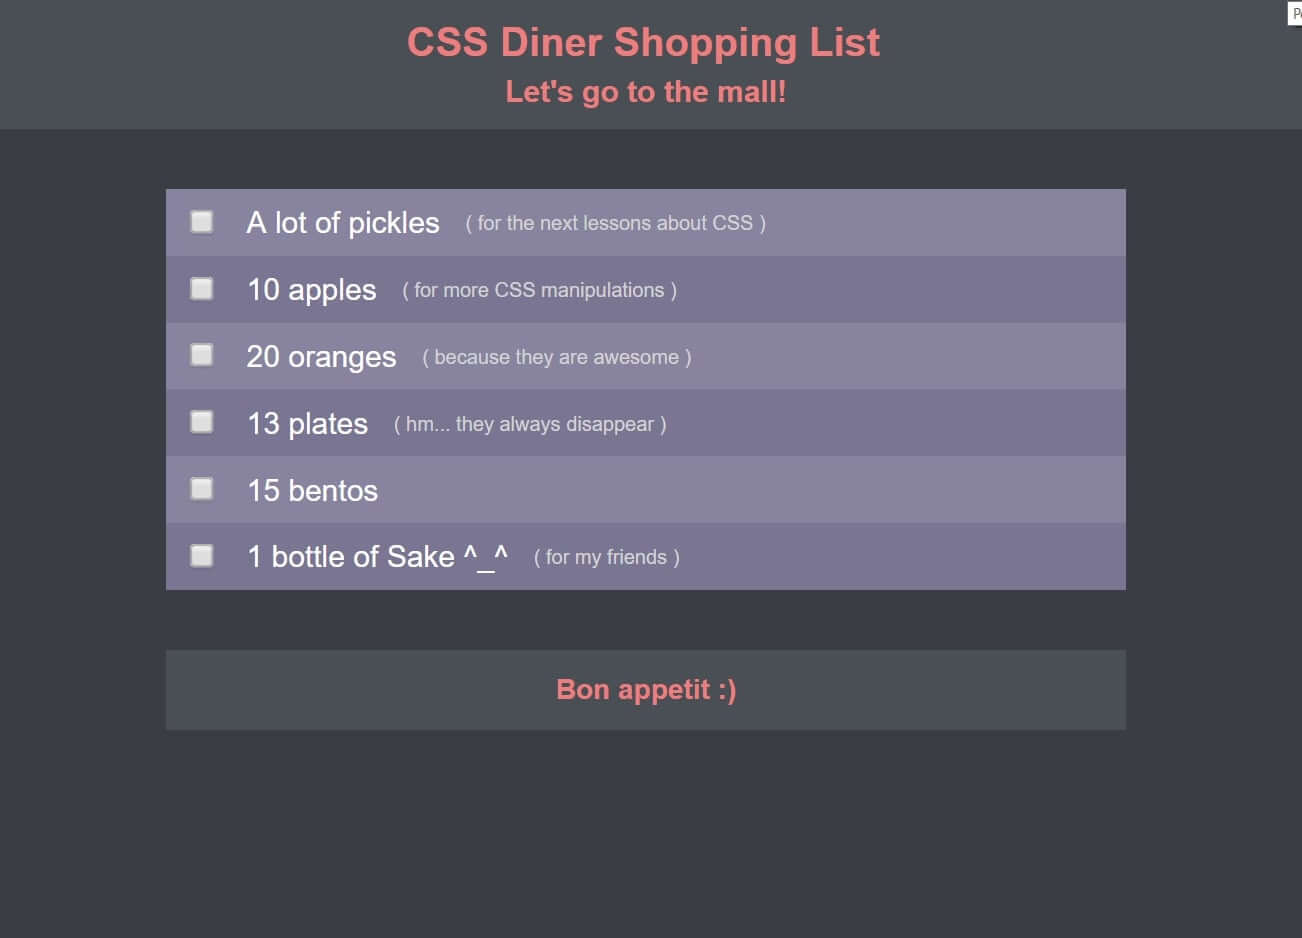 CSS Diner Shopping List
Let's go to the mall!
A lot of pickles ( for the next lessons about CSS )
10 apples ( for more CSS manipulations )
20 oranges ( because they are awesome )
13 plates ( hm... they always disappear )
15 bentos
1 bottle of Sake ^_^ ( for my friends )
Bon appetit :)